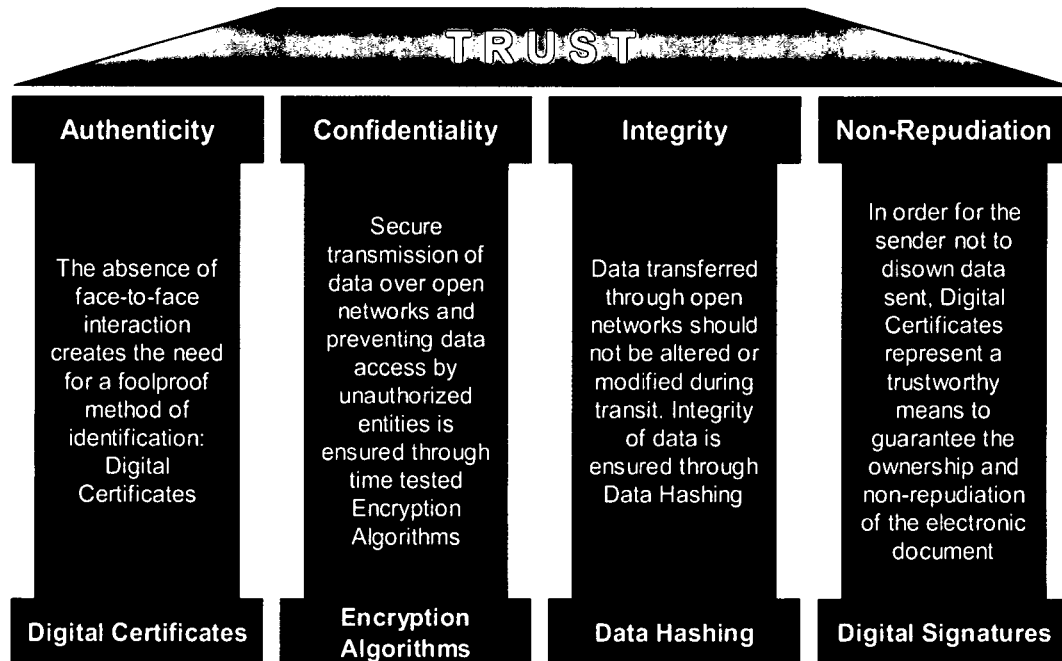 TRUST
Authenticity
The absence of
face-to-face
interaction
creates the need
for a foolproof
method of
identification:
Digital
Certificates
Digital Certificates
Confidentiality
Secure
transmission of
data over open
networks and
preventing data
access by
unauthorized
entities is
ensured through
time tested
Encryption
Algorithms
Encryption
Algorithms
Integrity
Data transferred
through open
networks should
not be altered or
modified during
transit. Integrity
of data is
ensured through
Data Hashing
Data Hashing
Non-Repudiation
In order for the
sender not to
disown data
sent, Digital
Certificates
represent a
trustworthy
means to
guarantee the
ownership and
non-repudiation
of the electronic
document
Digital Signatures